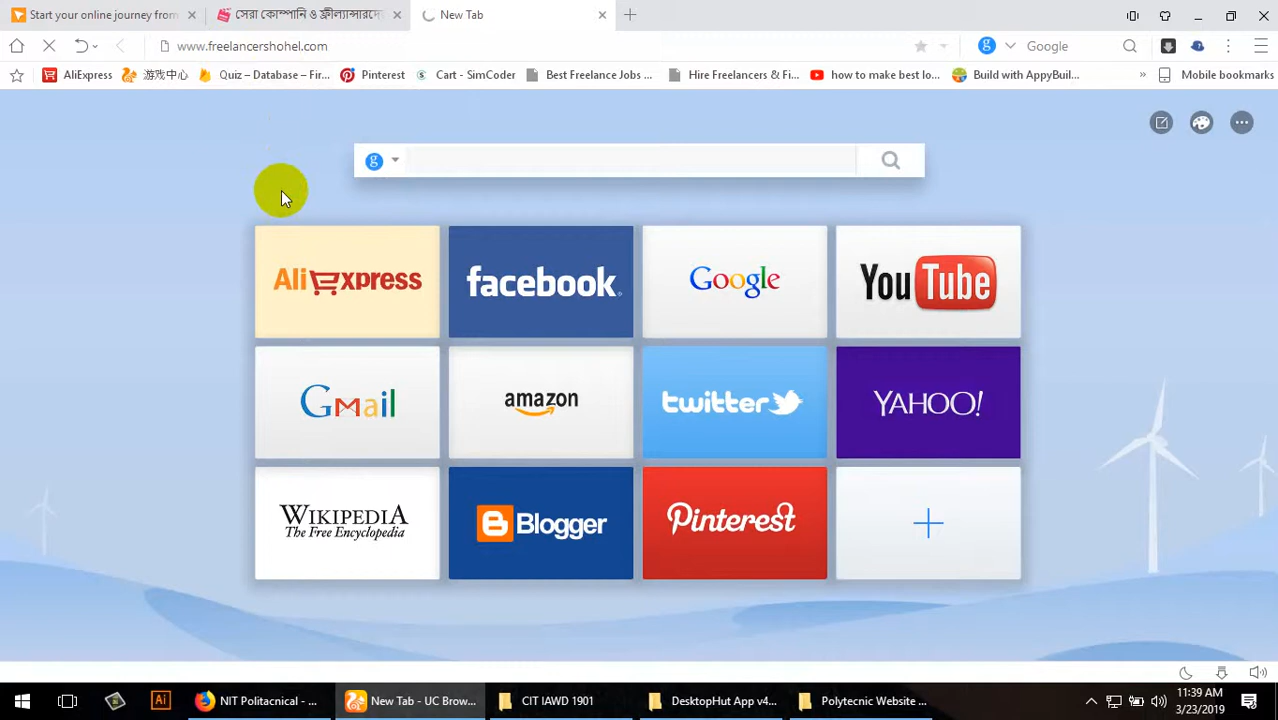 Start your online journey from
সেরা কোম্পানি ও ফ্রীল্যান্সারদে
New Tab
www.freelancershohel.com
Google
AliExpress
游戏中心
Quiz – Database – Fir...
Pinterest
Cart - SimCoder
Best Freelance Jobs ...
Hire Freelancers & Fi...
how to make best lo...
Build with AppyBuil...
»
Mobile bookmarks
g
AliExpress
facebook
Google
YouTube
Gmail
amazon
twitter
YAHOO!
WIKIPEDIA
The Free Encyclopedia
Blogger
Pinterest
Ai
NIT Politacnical - ...
New Tab - UC Brow...
CIT IAWD 1901
DesktopHut App v4...
Polytecnic Website ...
11:39 AM
3/23/2019